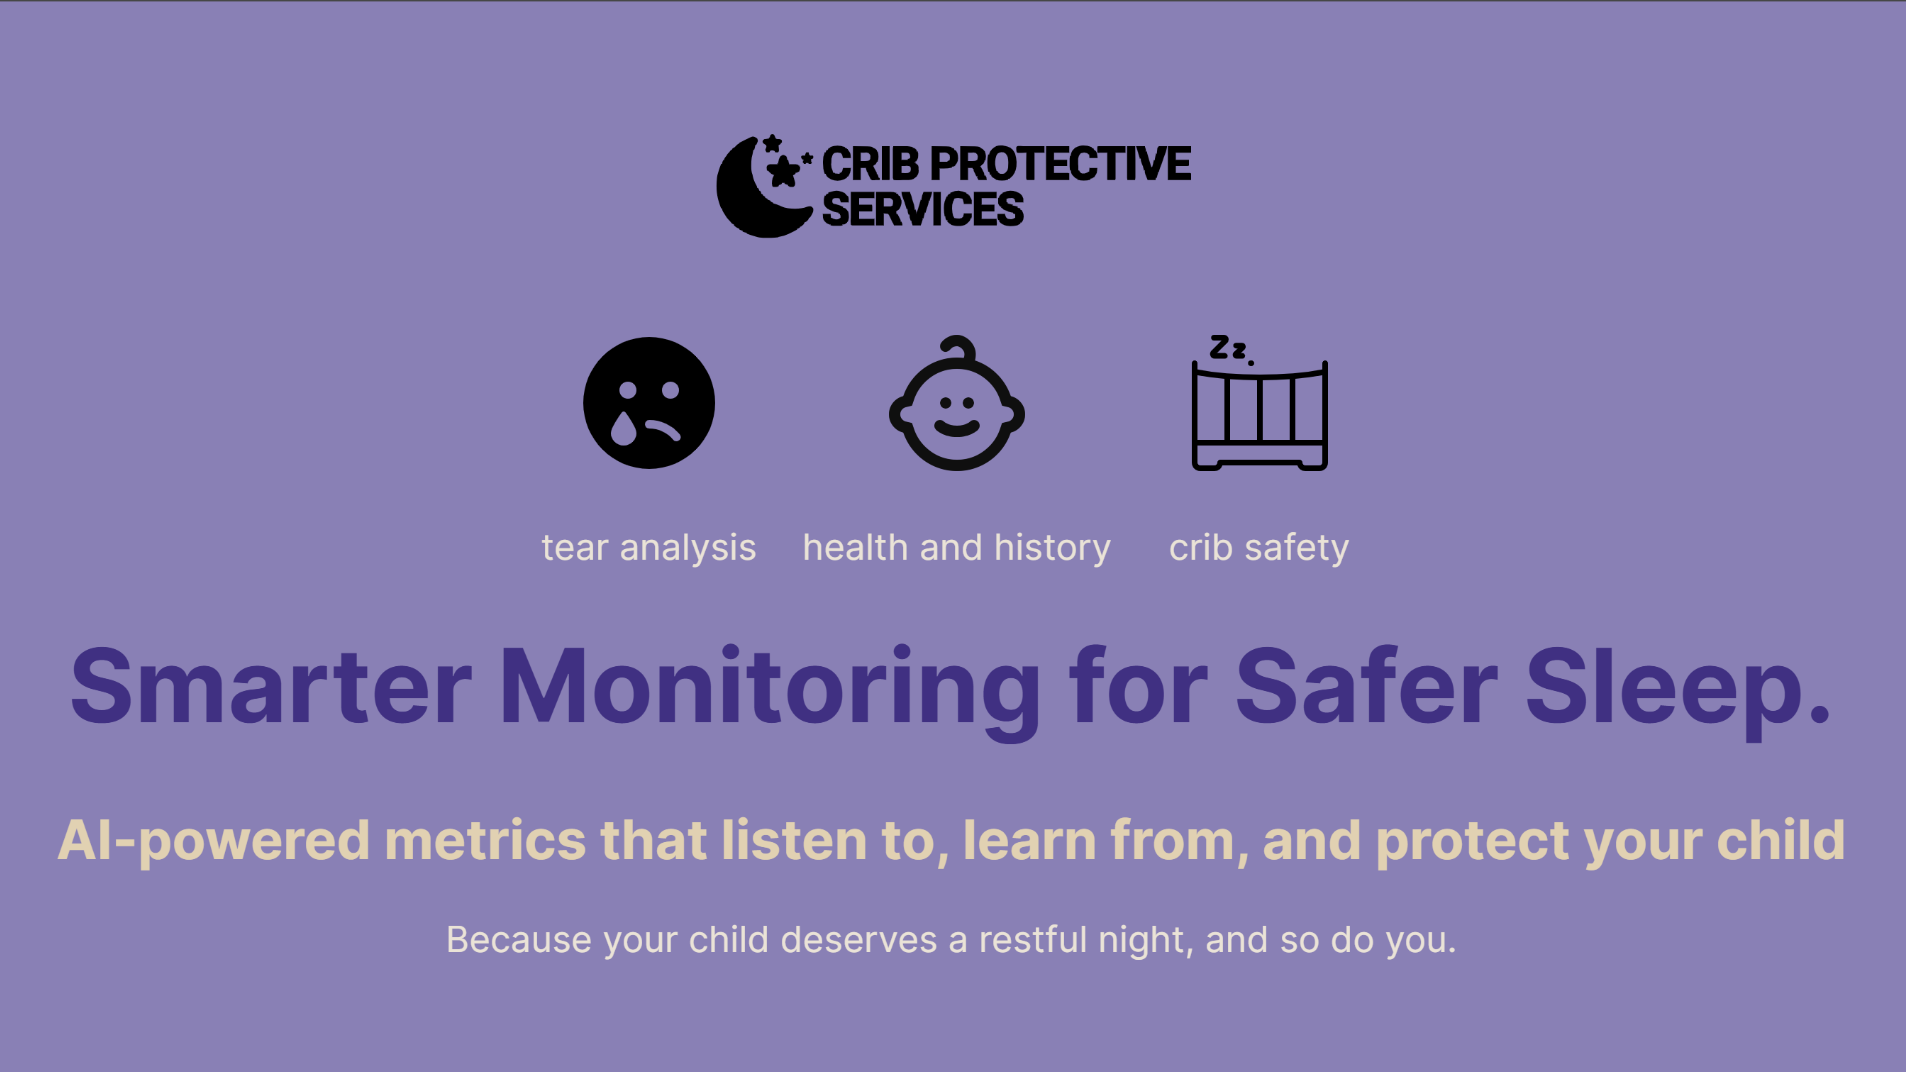 CRIB PROTECTIVE
SERVICES
Zz.
tear analysis
health and history
crib safety
Smarter Monitoring for Safer Sleep.
AI-powered metrics that listen to, learn from, and protect your child
Because your child deserves a restful night, and so do you.